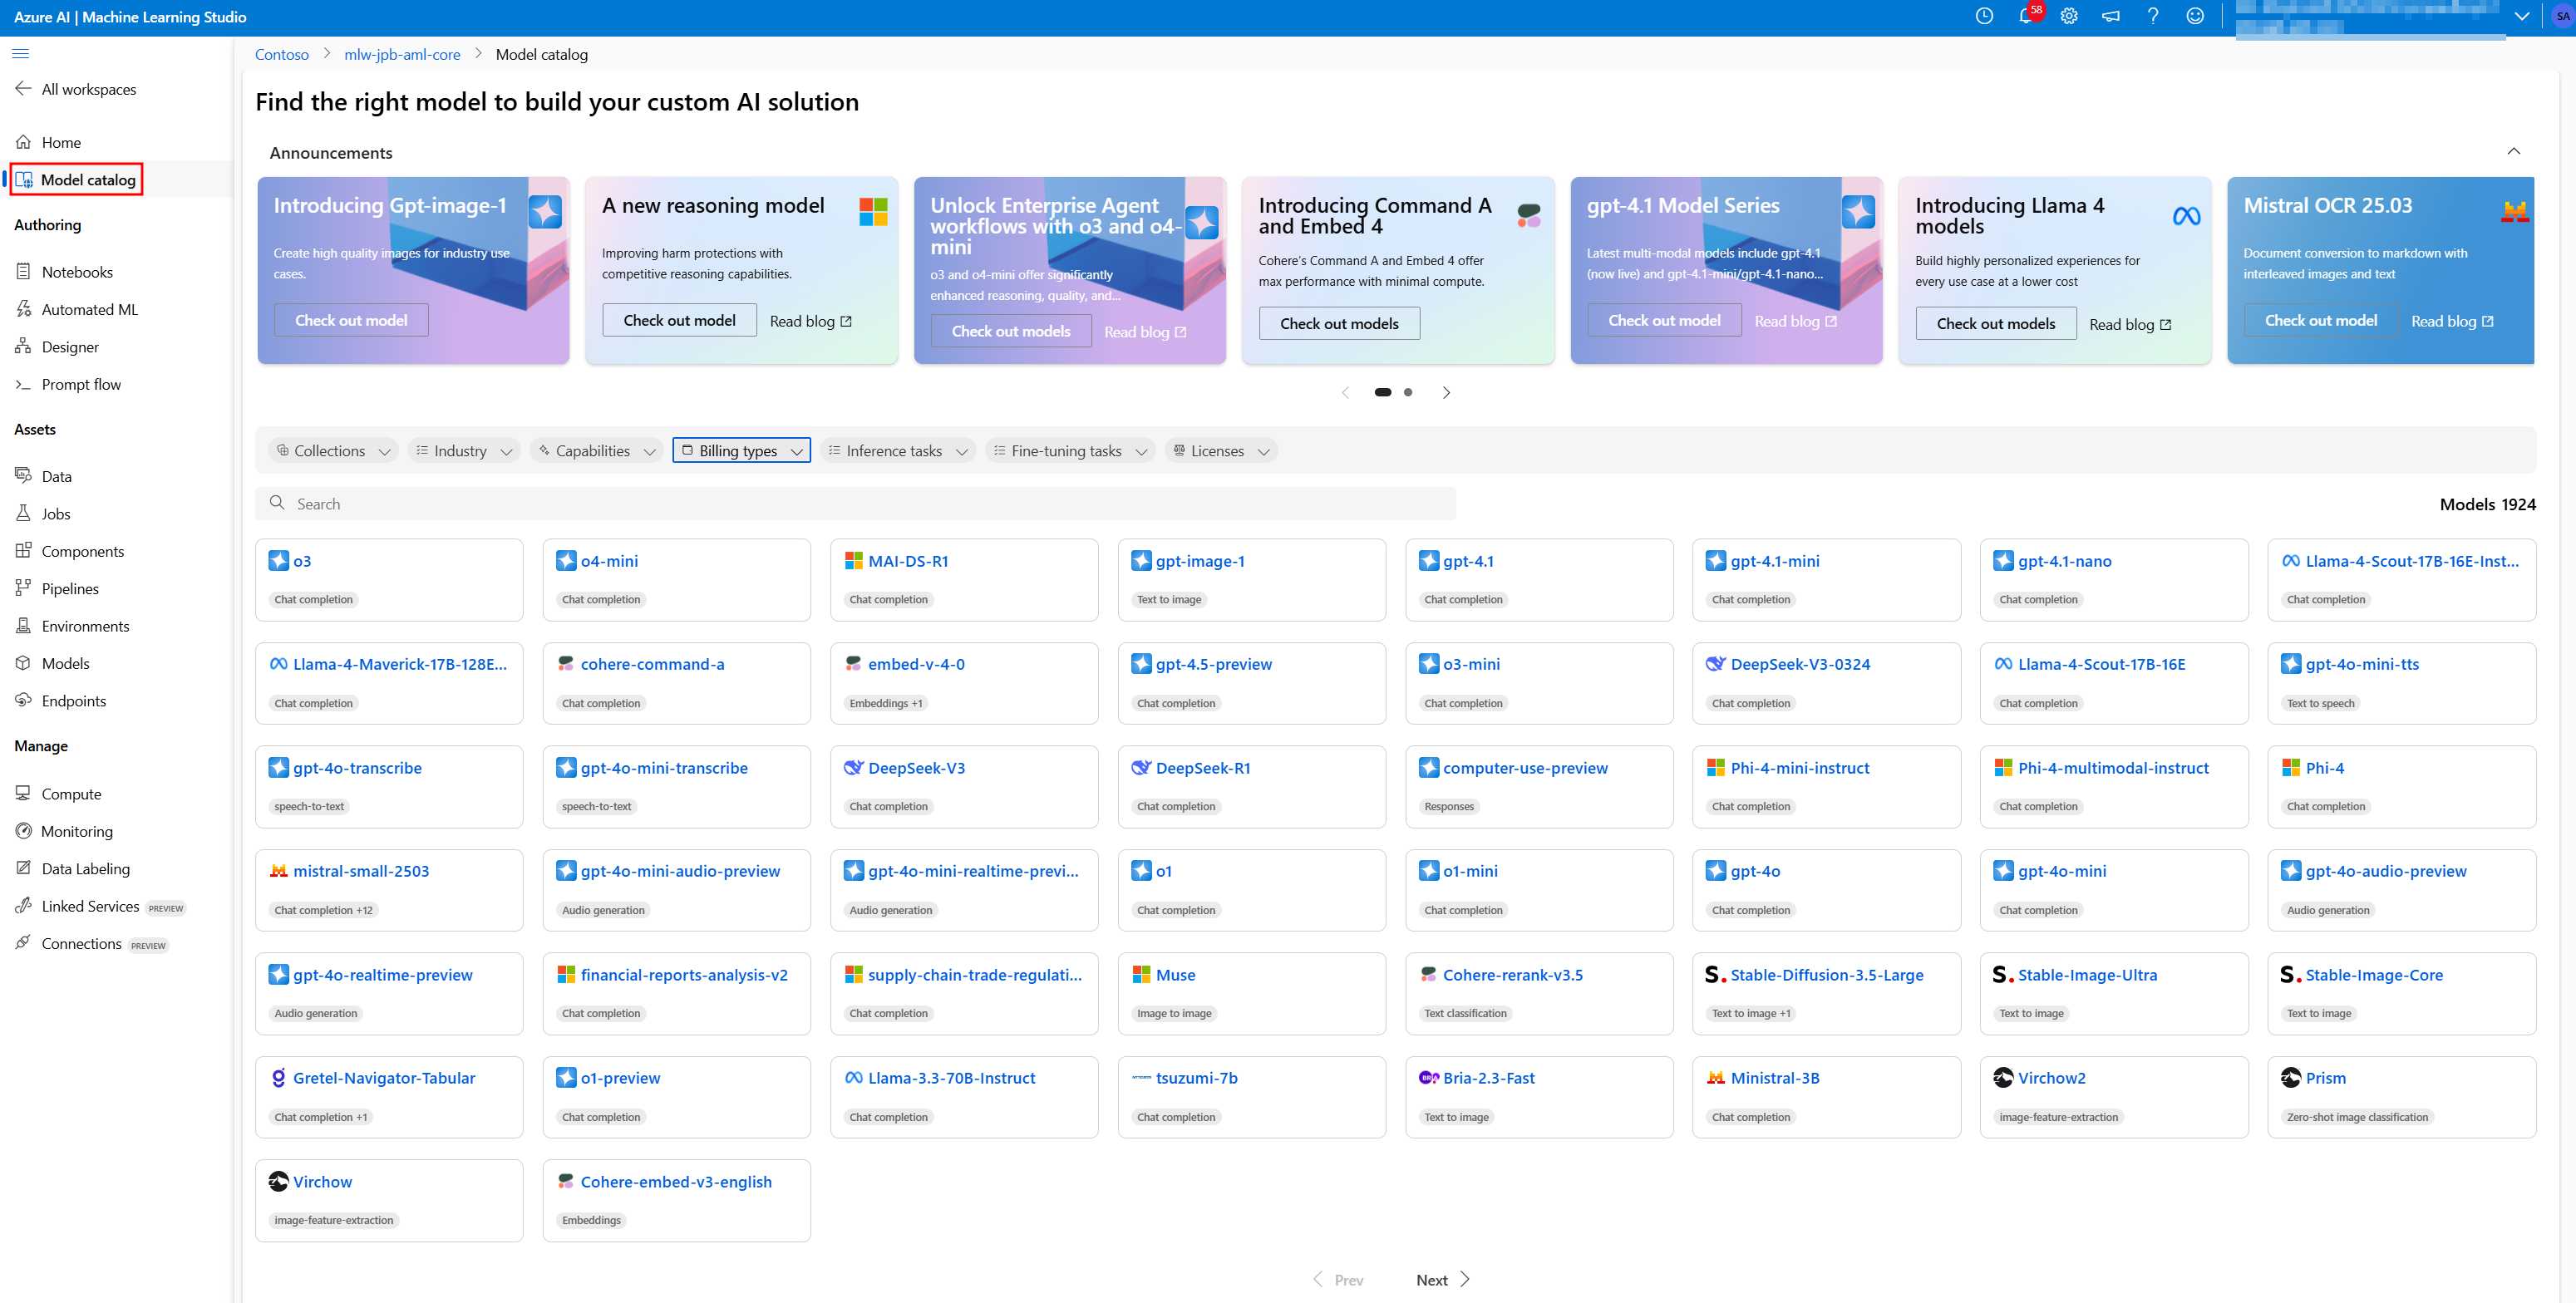 Azure AI | Machine Learning Studio
58
SA
All workspaces
Home
Model catalog
Authoring
Notebooks
Automated ML
Designer
Prompt flow
Assets
Data
Jobs
Components
Pipelines
Environments
Models
Endpoints
Manage
Compute
Monitoring
Data Labeling
Linked Services PREVIEW
Connections PREVIEW
Contoso > mlw-jpb-aml-core > Model catalog
Find the right model to build your custom AI solution
Announcements
Introducing Gpt-image-1
Create high quality images for industry use
cases.
Check out model
A new reasoning model
Improving harm protections with
competitive reasoning capabilities.
Check out model Read blog
Unlock Enterprise Agent
workflows with o3 and o4-
mini
o3 and o4-mini offer significantly
enhanced reasoning, quality, and...
Check out models Read blog
Introducing Command A
and Embed 4
Cohere's Command A and Embed 4 offer
max performance with minimal compute.
Check out models
gpt-4.1 Model Series
Latest multi-modal models include gpt-4.1
(now live) and gpt-4.1-mini/gpt-4.1-nano...
Check out model Read blog
Introducing Llama 4
models
Build highly personalized experiences for
every use case at a lower cost
Check out models Read blog
Mistral OCR 25.03
Document conversion to markdown with
interleaved images and text
Check out model Read blog
Collections Industry Capabilities Billing types Inference tasks Fine-tuning tasks Licenses
Search
Models 1924
o3
Chat completion
o4-mini
Chat completion
MAI-DS-R1
Chat completion
gpt-image-1
Text to image
gpt-4.1
Chat completion
gpt-4.1-mini
Chat completion
gpt-4.1-nano
Chat completion
Llama-4-Scout-17B-16E-Inst...
Chat completion
Llama-4-Maverick-17B-128E...
Chat completion
cohere-command-a
Chat completion
embed-v-4-0
Embeddings +1
gpt-4.5-preview
Chat completion
o3-mini
Chat completion
DeepSeek-V3-0324
Chat completion
Llama-4-Scout-17B-16E
Chat completion
gpt-4o-mini-tts
Text to speech
gpt-4o-transcribe
speech-to-text
gpt-4o-mini-transcribe
speech-to-text
DeepSeek-V3
Chat completion
DeepSeek-R1
Chat completion
computer-use-preview
Responses
Phi-4-mini-instruct
Chat completion
Phi-4-multimodal-instruct
Chat completion
Phi-4
Chat completion
mistral-small-2503
Chat completion +12
gpt-4o-mini-audio-preview
Audio generation
gpt-4o-mini-realtime-previ...
Audio generation
o1
Chat completion
o1-mini
Chat completion
gpt-4o
Chat completion
gpt-4o-mini
Chat completion
gpt-4o-audio-preview
Audio generation
gpt-4o-realtime-preview
Audio generation
financial-reports-analysis-v2
Chat completion
supply-chain-trade-regulati...
Chat completion
Muse
Image to image
Cohere-rerank-v3.5
Text classification
S. Stable-Diffusion-3.5-Large
Text to image +1
S. Stable-Image-Ultra
Text to image
S. Stable-Image-Core
Text to image
Gretel-Navigator-Tabular
Chat completion +1
o1-preview
Chat completion
Llama-3.3-70B-Instruct
Chat completion
tsuzumi-7b
Chat completion
Bria-2.3-Fast
Text to image
Ministral-3B
Chat completion
Virchow2
image-feature-extraction
Prism
Zero-shot image classification
Virchow
image-feature-extraction
Cohere-embed-v3-english
Embeddings
Prev Next